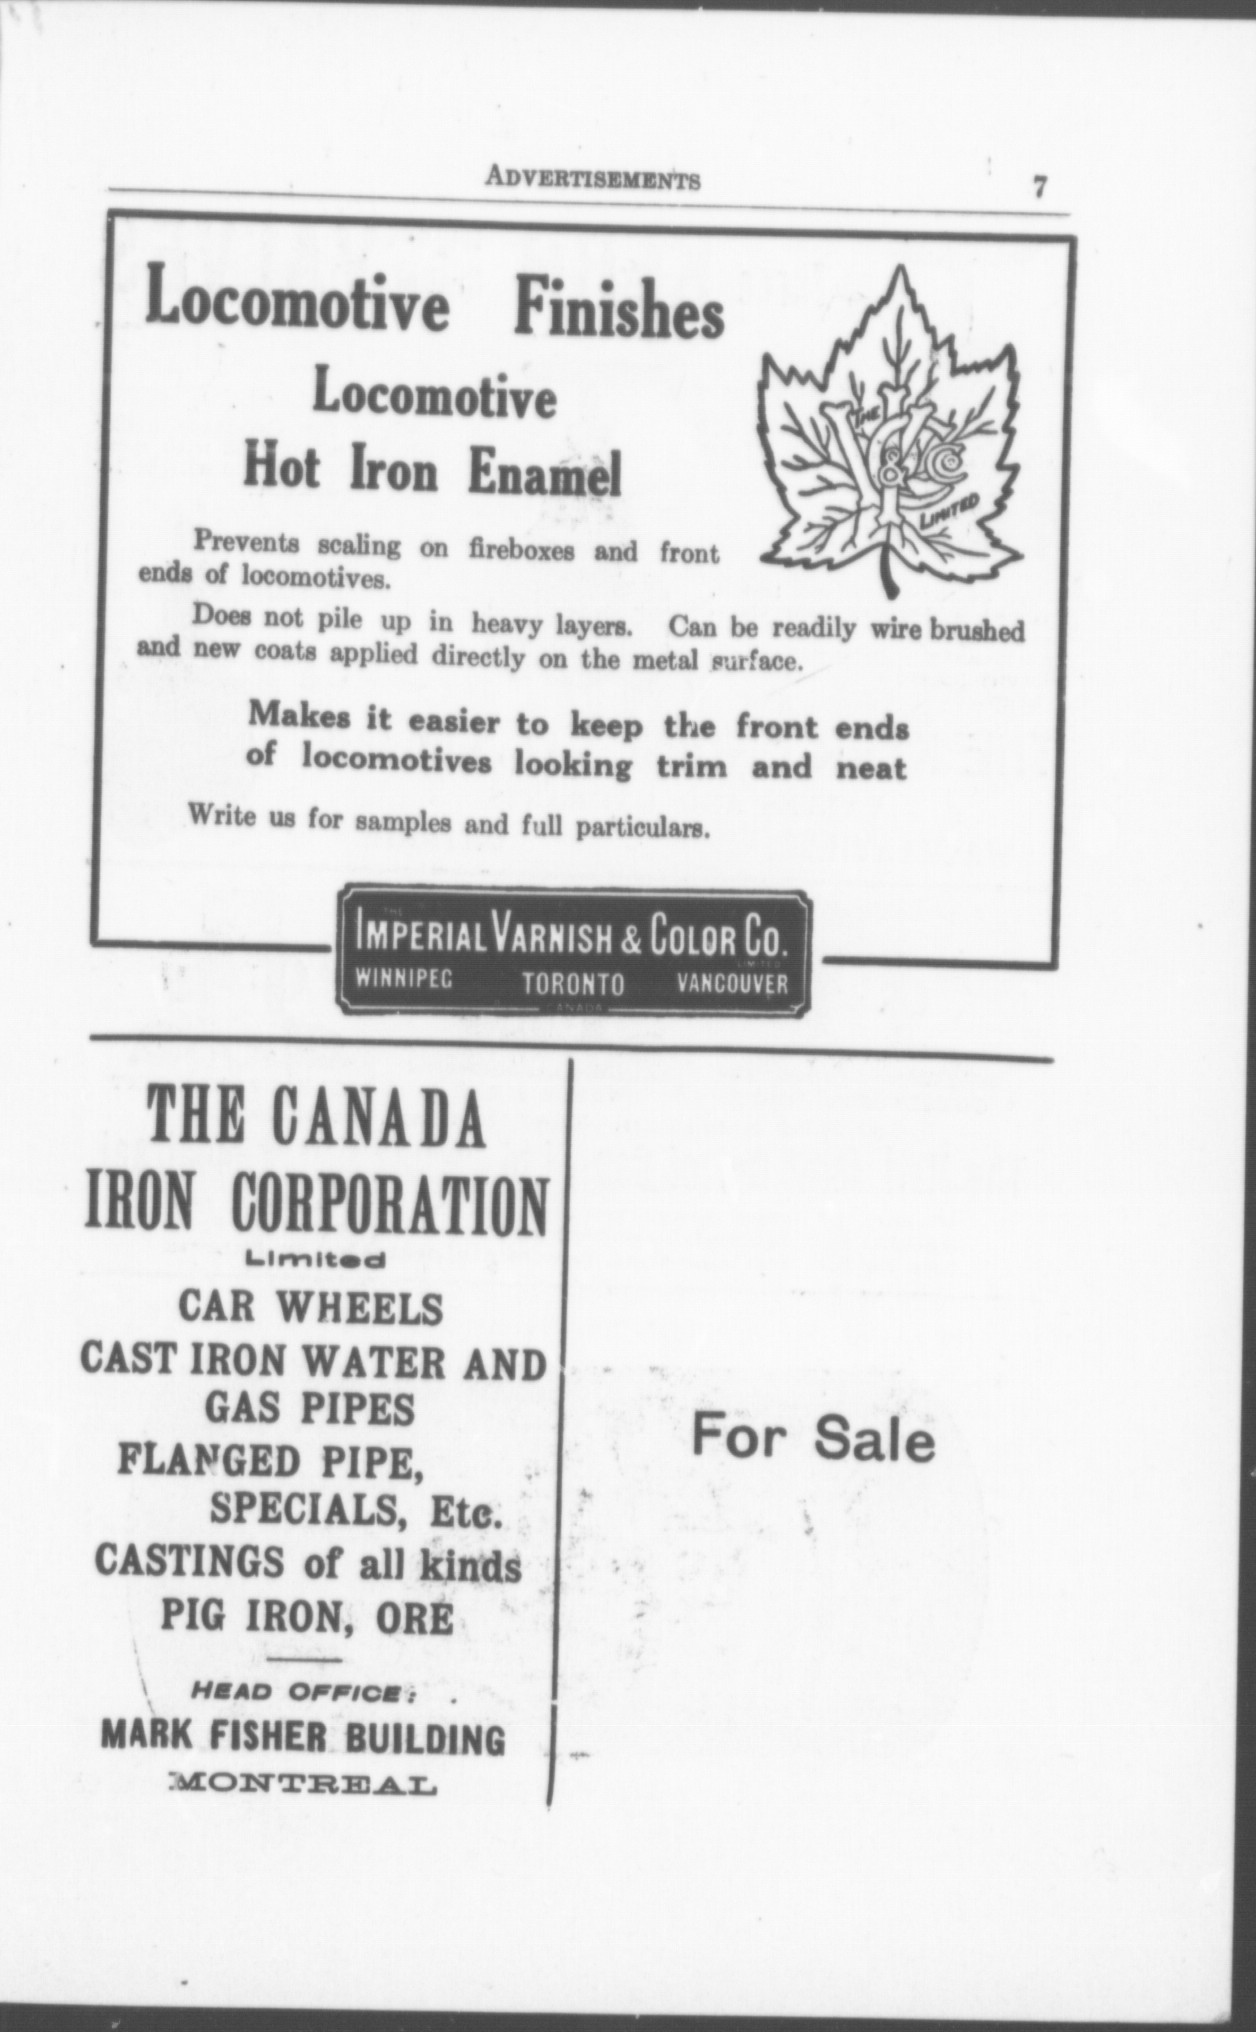 ADVERTISEMENTS 7
Locomotive Finishes
Locomotive
Hot Iron Enamel
THE
IV&CC
LIMITED
Prevents scaling on fireboxes and front
ends of locomotives.
Does not pile up in heavy layers. Can be readily wire brushed
and new coats applied directly on the metal surface.
Makes it easier to keep the front ends
of locomotives looking trim and neat
Write us for samples and full particulars.
THE
IMPERIAL VARNISH & COLOR CO.
LIMITED
WINNIPEG TORONTO VANCOUVER
CANADA
THE CANADA
IRON CORPORATION
Limited
CAR WHEELS
CAST IRON WATER AND
GAS PIPES
FLANGED PIPE,
SPECIALS, Etc.
CASTINGS of all kinds
PIG IRON, ORE
HEAD OFFICE:
MARK FISHER BUILDING
MONTREAL
For Sale